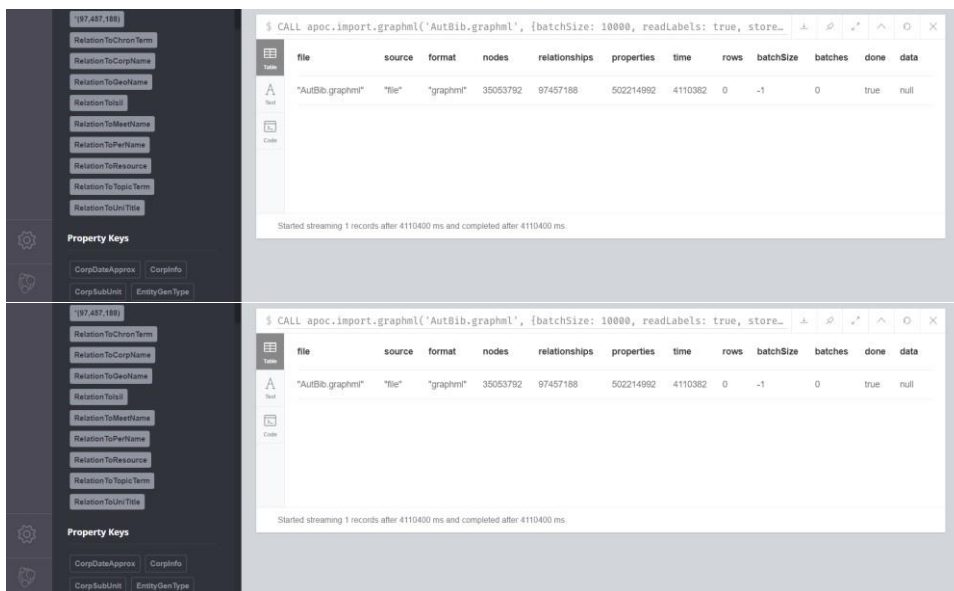 *(97,457,188)
RelationToChronTerm
RelationToCorpName
RelationToGeoName
RelationToIsil
RelationToMeetName
RelationToPerName
RelationToResource
RelationToTopicTerm
RelationToUniTitle
Property Keys
CorpDateApprox CorpInfo
CorpSubUnit EntityGenType
$ CALL apoc.import.graphml('AutBib.graphml', {batchSize: 10000, readLabels: true, store…
Table
Text
Code
file source format nodes relationships properties time rows batchSize batches done data
"AutBib.graphml" "file" "graphml" 35053792 97457188 502214992 4110382 0 -1 0 true null
Started streaming 1 records after 4110400 ms and completed after 4110400 ms.
*(97,457,188)
RelationToChronTerm
RelationToCorpName
RelationToGeoName
RelationToIsil
RelationToMeetName
RelationToPerName
RelationToResource
RelationToTopicTerm
RelationToUniTitle
Property Keys
CorpDateApprox CorpInfo
CorpSubUnit EntityGenType
$ CALL apoc.import.graphml('AutBib.graphml', {batchSize: 10000, readLabels: true, store…
Table
Text
Code
file source format nodes relationships properties time rows batchSize batches done data
"AutBib.graphml" "file" "graphml" 35053792 97457188 502214992 4110382 0 -1 0 true null
Started streaming 1 records after 4110400 ms and completed after 4110400 ms.